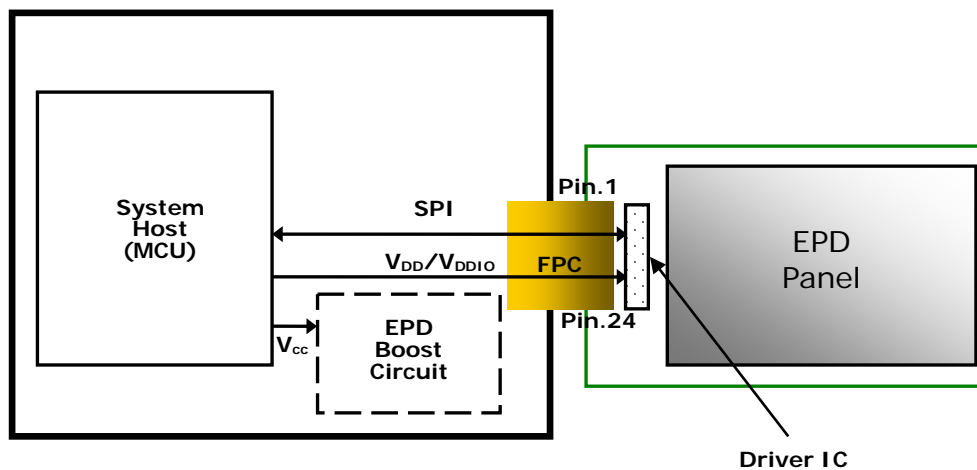 System
Host
(MCU)
SPI
VDD/VDDIO
Vcc
EPD
Boost
Circuit
Pin.1
FPC
Pin.24
EPD
Panel
Driver IC